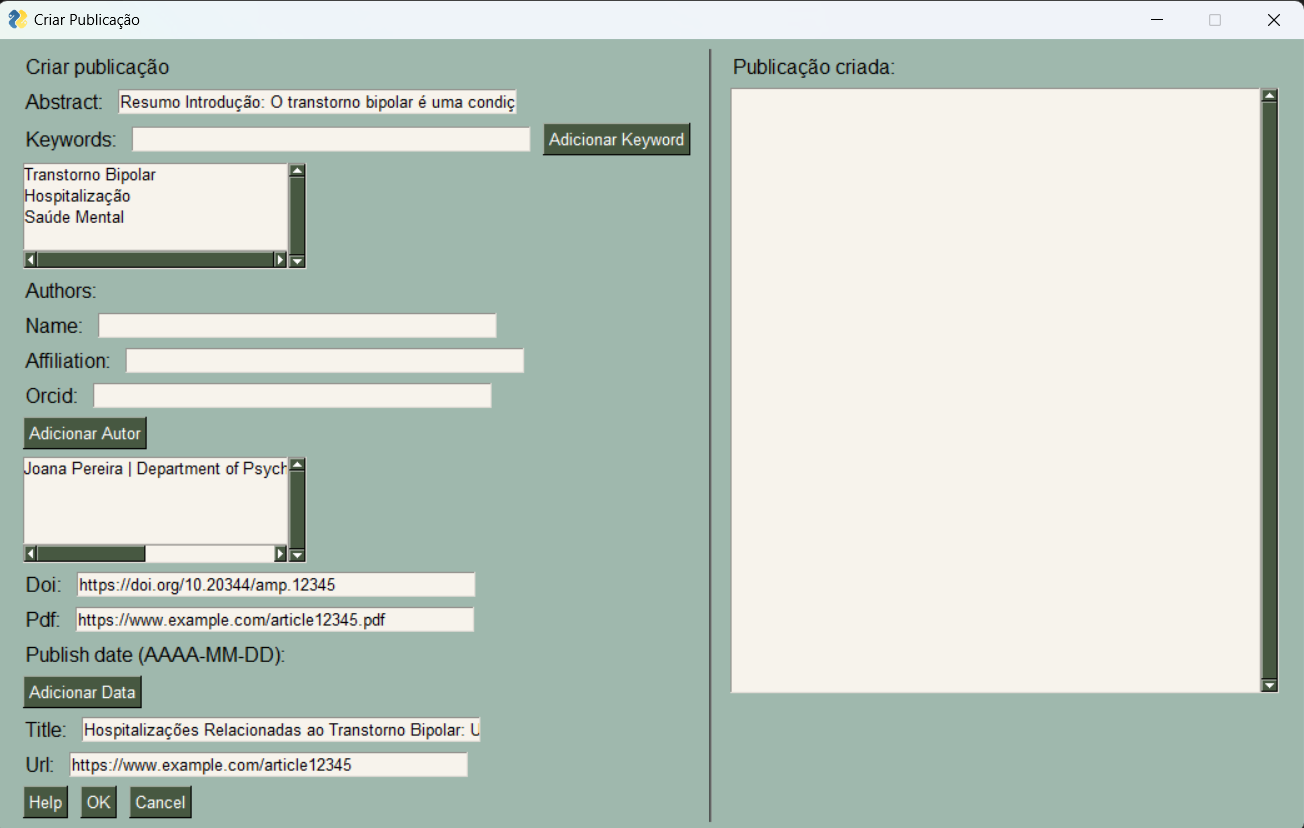 Criar Publicação
Criar publicação
Abstract: Resumo Introdução: O transtorno bipolar é uma condiç
Keywords: Adicionar Keyword
Transtorno Bipolar
Hospitalização
Saúde Mental
Authors:
Name:
Affiliation:
Orcid:
Adicionar Autor
Joana Pereira | Department of Psych
Doi: https://doi.org/10.20344/amp.12345
Pdf: https://www.example.com/article12345.pdf
Publish date (AAAA-MM-DD):
Adicionar Data
Title: Hospitalizações Relacionadas ao Transtorno Bipolar: U
Url: https://www.example.com/article12345
Help OK Cancel
Publicação criada: